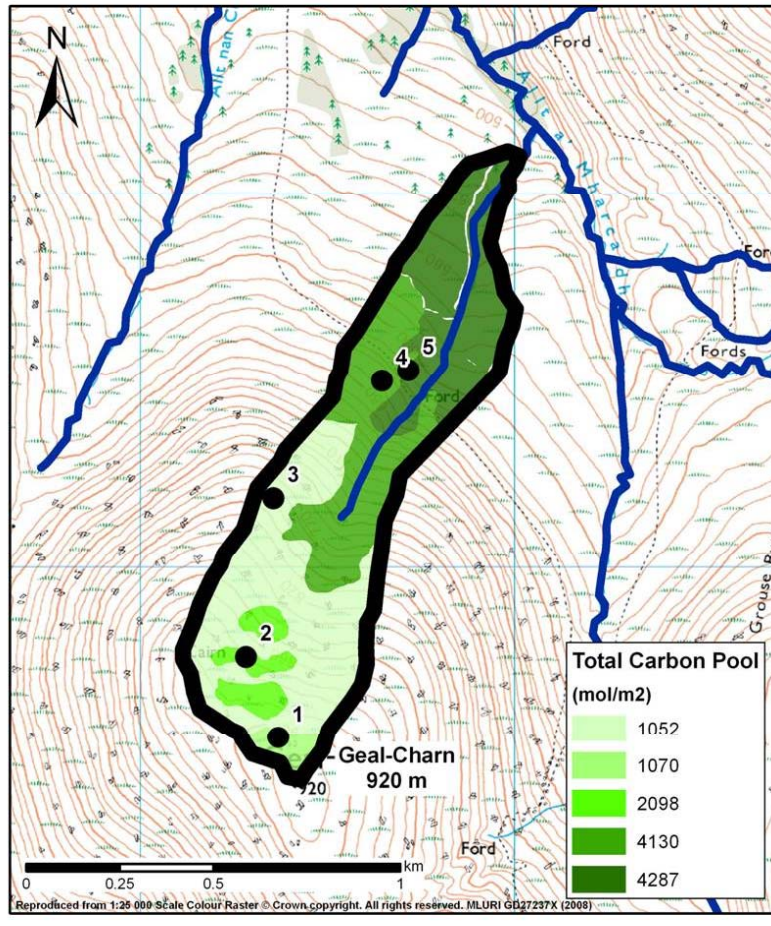 N
Allt nan C
Ford
500
Allt a' Mharcaidh
Ford
Fords
5
4
Ford
3
2
Cairn
1
Geal-Charn
920 m
920
Grouse
Ford
Total Carbon Pool
(mol/m2)
1052
1070
2098
4130
4287
km
0
0.25
0.5
1
Reproduced from 1:25 000 Scale Colour Raster © Crown copyright. All rights reserved. MLURI GD27237X (2008)